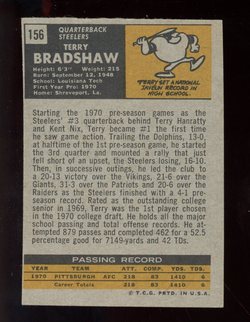 156
QUARTERBACK
STEELERS
TERRY
BRADSHAW
Height: 6'3" Weight: 215
Born: September 12, 1948
School: Louisiana Tech
First Year Pro: 1970
Home: Shreveport, La.
TERRY SET A NATIONAL
JAVELIN RECORD IN
HIGH SCHOOL.
Starting the 1970 pre-season games as the
Steelers' #3 quarterback behind Terry Hanratty
and Kent Nix, Terry became #1 the first time
The saw game action. Trailing the Dolphins, 13-0,
at halftime of the 1st pre-season game, he started
the 3rd quarter and mounted a rally that just
fell short of an upset, the Steelers losing, 16-10.
Then, in successive outings, he led the club to
a 20-13 victory over the Vikings, 21-6 over the
Giants, 31-3 over the Patriots and 20-6 over the
Raiders as the Steelers finished with a 4-1 pre-
season record. Rated as the outstanding college
senior in 1969, Terry was the 1st player chosen
in the 1970 college draft. He holds all the major
school passing and total offense records. He at-
tempted 879 passes and completed 462 for a 52.5
percentage good for 7149-yards and 42 TDs.
PASSING RECORD
YEAR TEAM LEA. ATT. COMP. YDS. TDS.
1970 PITTSBURGH AFC 218 83 1410 6
Career Totals 218 83 1410 6
© T.C.G. PRTD. IN U.S.A.